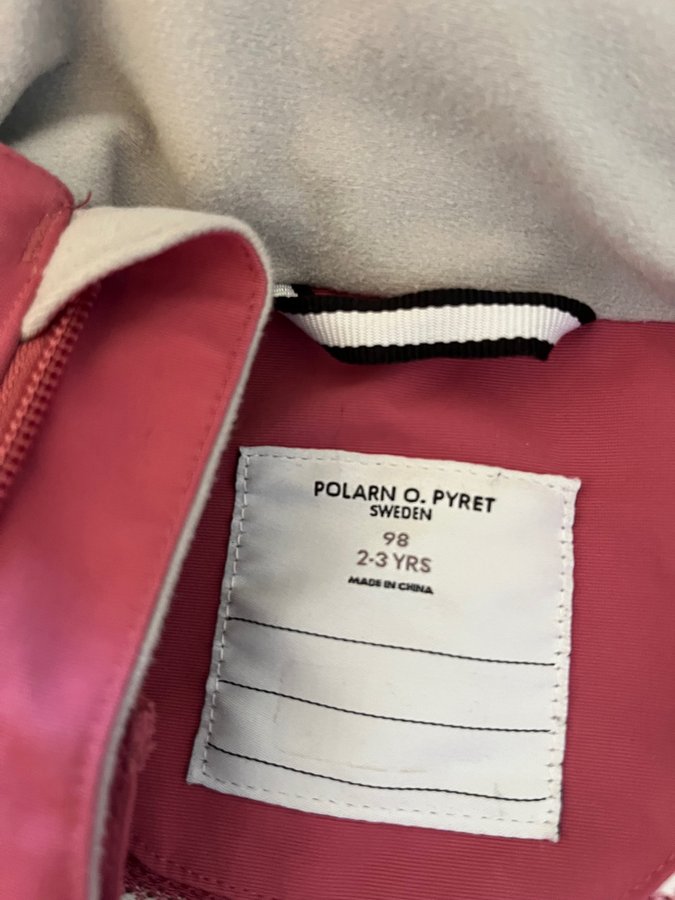 POLARN O. PYRET
SWEDEN
98
2-3 YRS
MADE IN CHINA